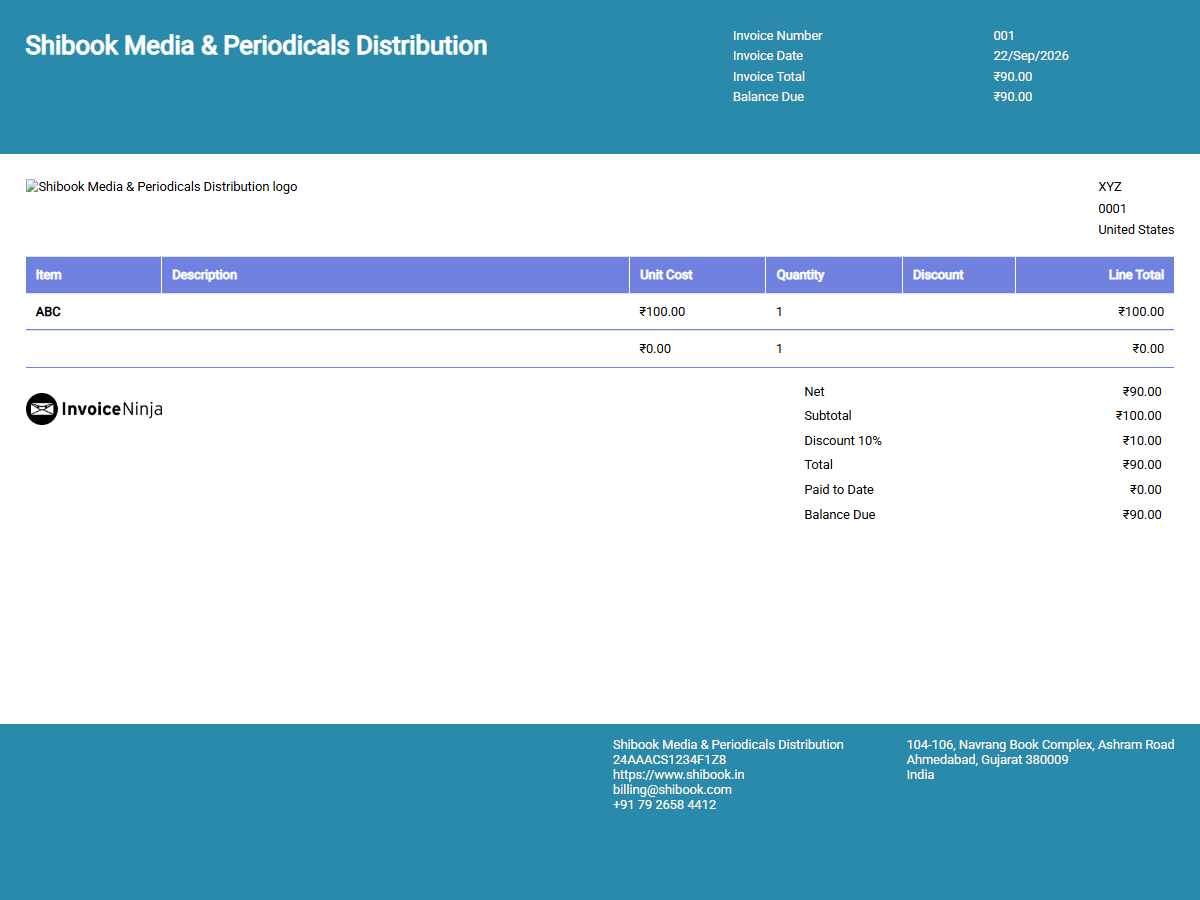 Shibook Media & Periodicals Distribution
Invoice Number 001
Invoice Date 22/Sep/2026
Invoice Total ₹90.00
Balance Due ₹90.00
Shibook Media & Periodicals Distribution logo
XYZ
0001
United States
Item Description Unit Cost Quantity Discount Line Total
ABC ₹100.00 1 ₹100.00
₹0.00 1 ₹0.00
InvoiceNinja
Net ₹90.00
Subtotal ₹100.00
Discount 10% ₹10.00
Total ₹90.00
Paid to Date ₹0.00
Balance Due ₹90.00
Shibook Media & Periodicals Distribution
24AAACS1234F1Z8
https://www.shibook.in
billing@shibook.com
+91 79 2658 4412
104-106, Navrang Book Complex, Ashram Road
Ahmedabad, Gujarat 380009
India